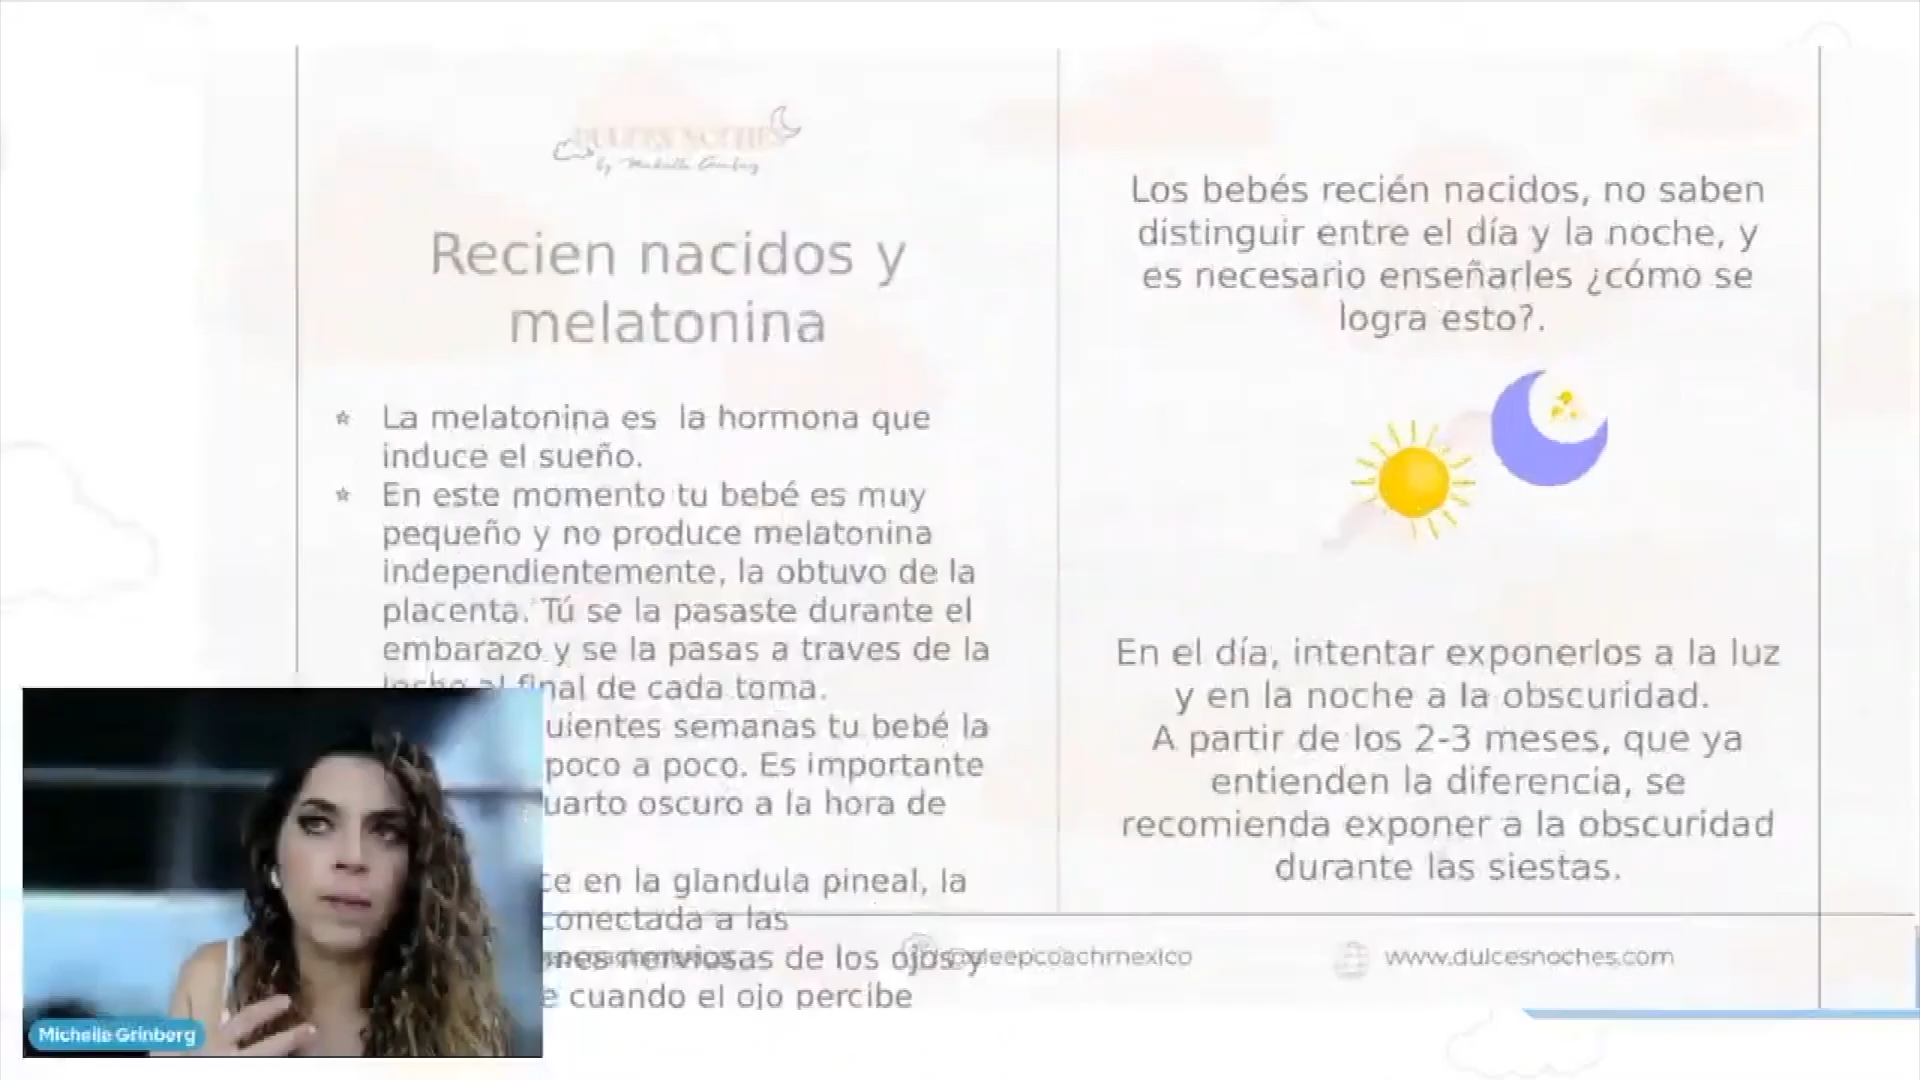 DULCES NOCHES
by Michelle Grinberg
Recien nacidos y
melatonina
La melatonina es la hormona que
induce el sueño.
En este momento tu bebé es muy
pequeño y no produce melatonina
independientemente, la obtuvo de la
placenta. Tú se la pasaste durante el
embarazo y se la pasas a traves de la
leche al final de cada toma.
uientes semanas tu bebé la
poco a poco. Es importante
uarto oscuro a la hora de
ce en la glandula pineal, la
conectada a las
nes nerviosas de los ojos y
e cuando el ojo percibe
Los bebés recién nacidos, no saben
distinguir entre el día y la noche, y
es necesario enseñarles ¿cómo se
logra esto?.
En el día, intentar exponerlos a la luz
y en la noche a la obscuridad.
A partir de los 2-3 meses, que ya
entienden la diferencia, se
recomienda exponer a la obscuridad
durante las siestas.
@sleepcoachmexico
www.dulcesnoches.com
Michelle Grinberg